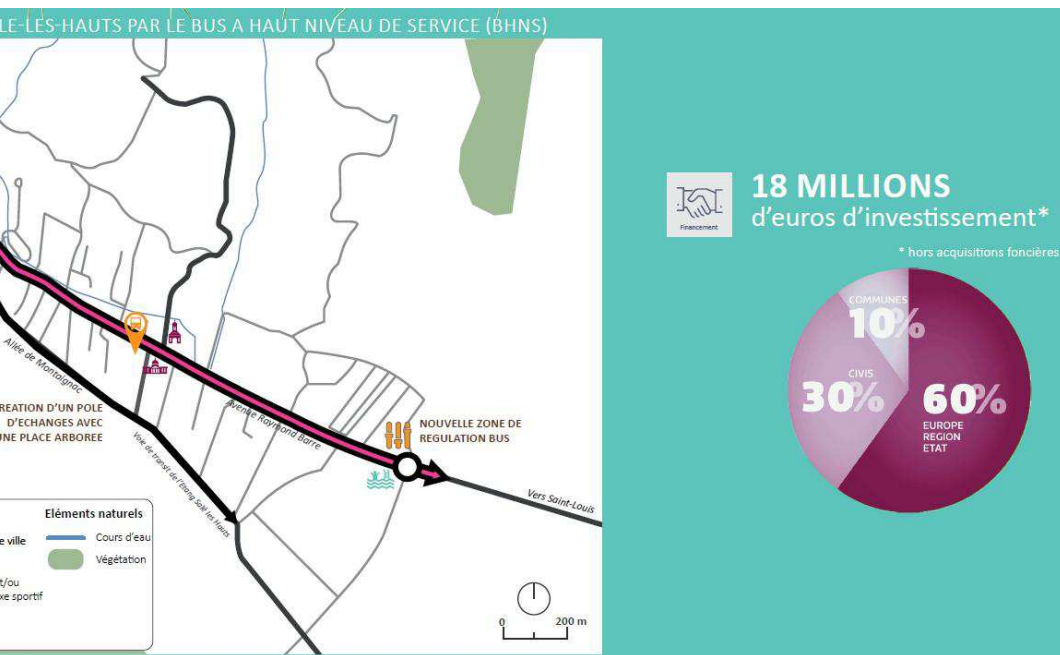 LE-LES-HAUTS PAR LE BUS A HAUT NIVEAU DE SERVICE (BHNS)
Allée de Montaignac
REATION D'UN POLE
D'ECHANGES AVEC
UNE PLACE ARBOREE
Voie de transit de l'Etang Salé les Hauts
Avenue Raymond Barre
NOUVELLE ZONE DE
REGULATION BUS
Vers Saint-Louis
Eléments naturels
Cours d'eau
Végétation
e ville
t/ou
xe sportif
0 200 m
Financement
18 MILLIONS
d'euros d'investissement*
* hors acquisitions foncières
COMMUNES
10%
CIVIS
30%
60%
EUROPE
REGION
ETAT